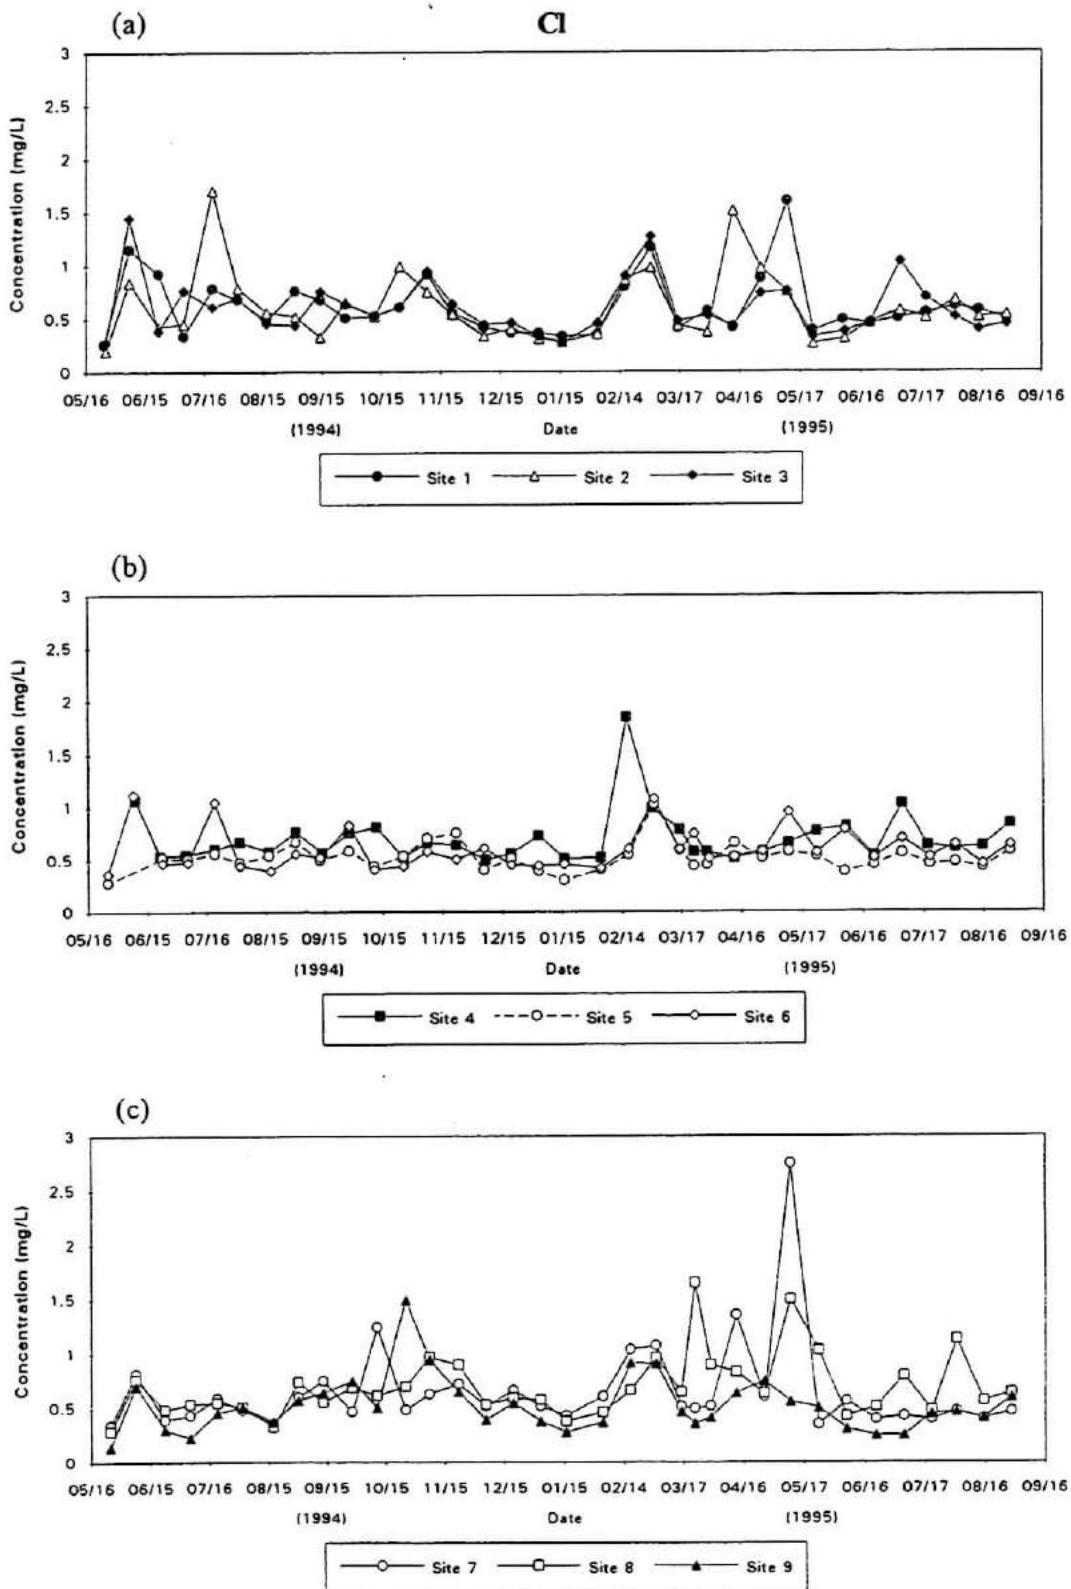 (a) Cl
3
2.5
2
1.5
1
0.5
0
Concentration (mg/L)
05/16 06/15 07/16 08/15 09/15 10/15 11/15 12/15 01/15 02/14 03/17 04/16 05/17 06/16 07/17 08/16 09/16
(1994) Date (1995)
Site 1 Site 2 Site 3
(b)
3
2.5
2
1.5
1
0.5
0
Concentration (mg/L)
05/16 06/15 07/16 08/15 09/15 10/15 11/15 12/15 01/15 02/14 03/17 04/16 05/17 06/16 07/17 08/16 09/16
(1994) Date (1995)
Site 4 Site 5 Site 6
(c)
3
2.5
2
1.5
1
0.5
0
Concentration (mg/L)
05/16 06/15 07/16 08/15 09/15 10/15 11/15 12/15 01/15 02/14 03/17 04/16 05/17 06/16 07/17 08/16 09/16
(1994) Date (1995)
Site 7 Site 8 Site 9